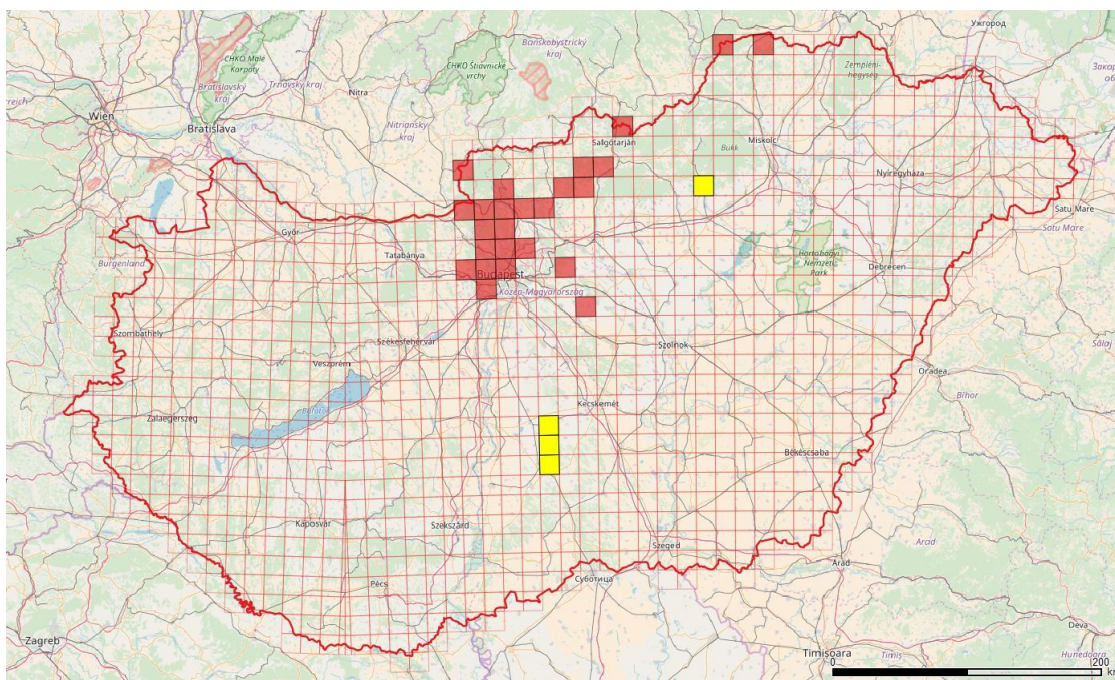 Ужгород
Banskobystrický
kraj
CHKO Malé
Karpaty
CHKO Štiavnické
vrchy
Zempléni-
hegység
Bratislavský
kraj
Trnavský kraj
Nitra
Wien
Bratislava
Nitriansky
kraj
Salgótarján
Bükk
Miskolc
Nyíregyháza
Satu Mare
Satu Mare
Győr
Tatabánya
Burgenland
Hortobágyi
Nemzeti
Park
Debrecen
Budapest
Közép-Magyarország
Szombathely
Székesfehérvár
Szolnok
Sălaj
Veszprém
Oradea
Bihor
Zalaegerszeg
Balaton
Kecskemét
Békéscsaba
Kaposvár
Szekszárd
Szeged
Arad
Arad
Pécs
Суботица
Zagreb
Deva
Timișoara
Timiș
Hunedoara
0
200
km